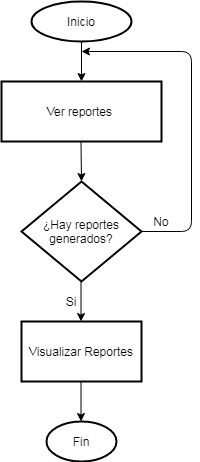 Inicio
Ver reportes
¿Hay reportes
generados?
No
Si
Visualizar Reportes
Fin